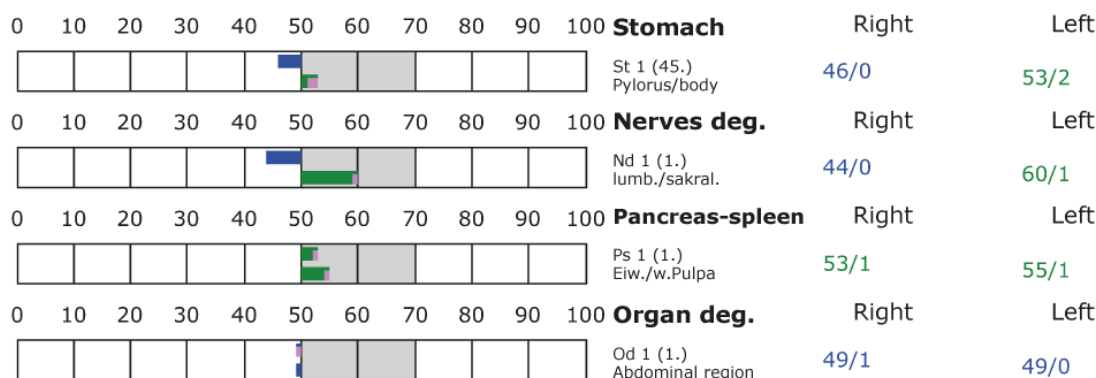 0 10 20 30 40 50 60 70 80 90 100 Stomach Right Left
St 1 (45.) 46/0 53/2
Pylorus/body
0 10 20 30 40 50 60 70 80 90 100 Nerves deg. Right Left
Nd 1 (1.) 44/0 60/1
lumb./sakral.
0 10 20 30 40 50 60 70 80 90 100 Pancreas-spleen Right Left
Ps 1 (1.) 53/1 55/1
Eiw./w.Pulpa
0 10 20 30 40 50 60 70 80 90 100 Organ deg. Right Left
Od 1 (1.) 49/1 49/0
Abdominal region